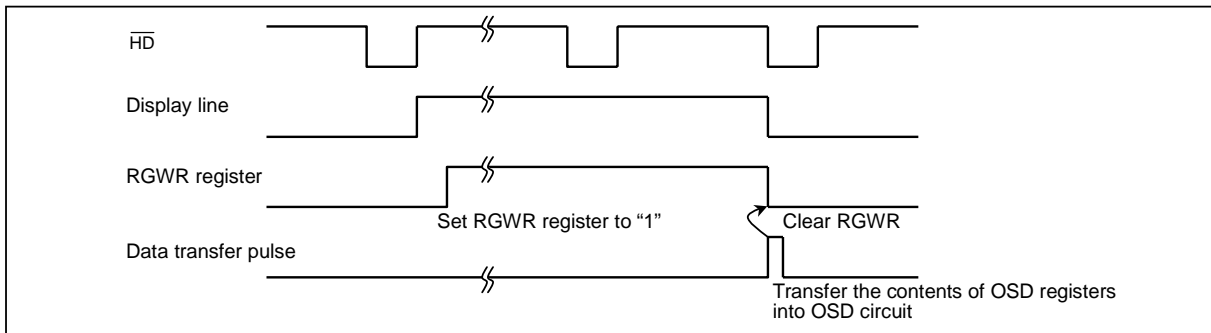 HD
Display line
RGWR register
Set RGWR register to “1”
Clear RGWR
Data transfer pulse
Transfer the contents of OSD registers
into OSD circuit